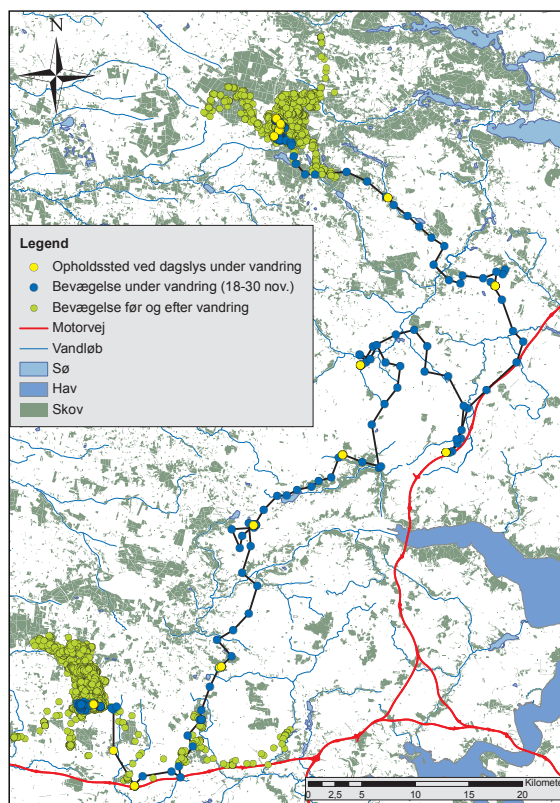 N
Legend
Opholdssted ved dagslys under vandring
Bevægelse under vandring (18-30 nov.)
Bevægelse før og efter vandring
Motorvej
Vandløb
Sø
Hav
Skov
Kilomete
0 2,5 5 10 15 20